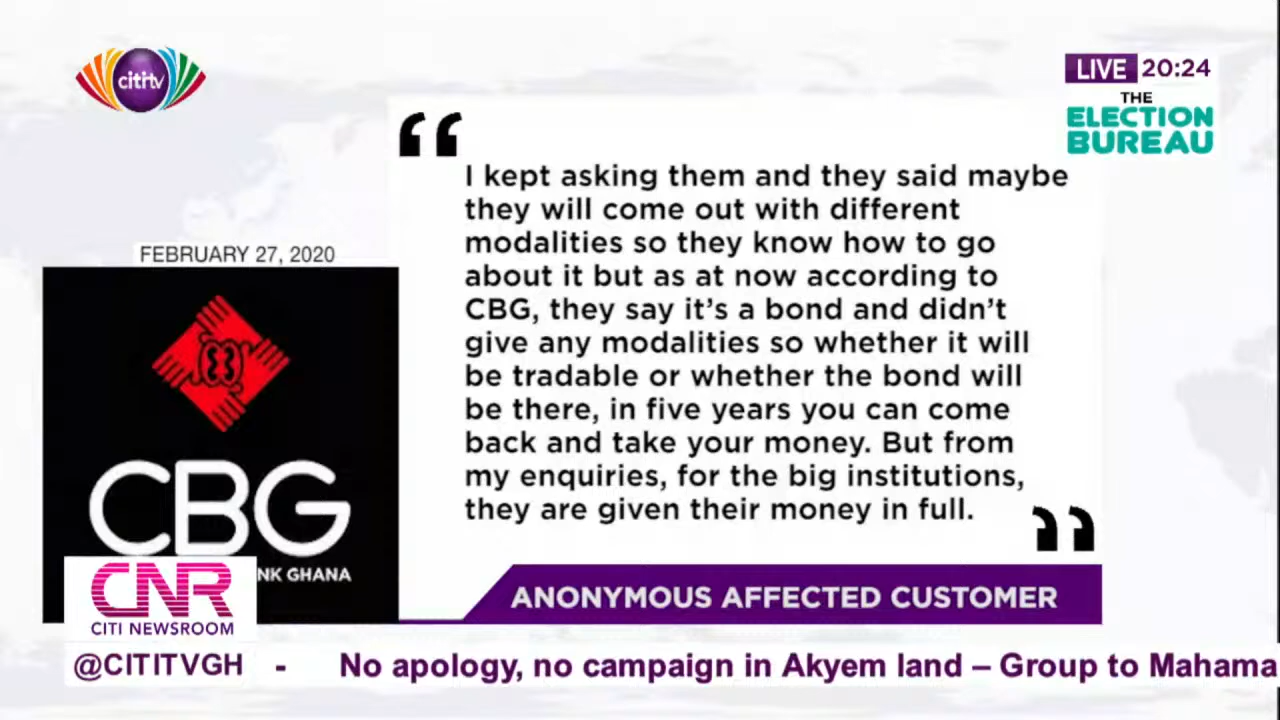 citi tv
LIVE 20:24
THE
ELECTION
BUREAU
“
I kept asking them and they said maybe
they will come out with different
modalities so they know how to go
about it but as at now according to
CBG, they say it’s a bond and didn’t
give any modalities so whether it will
be tradable or whether the bond will
be there, in five years you can come
back and take your money. But from
my enquiries, for the big institutions,
they are given their money in full.
”
FEBRUARY 27, 2020
CBG
NK GHANA
ANONYMOUS AFFECTED CUSTOMER
CNR
CITI NEWSROOM
@CITITVGH - No apology, no campaign in Akyem land – Group to Mahama